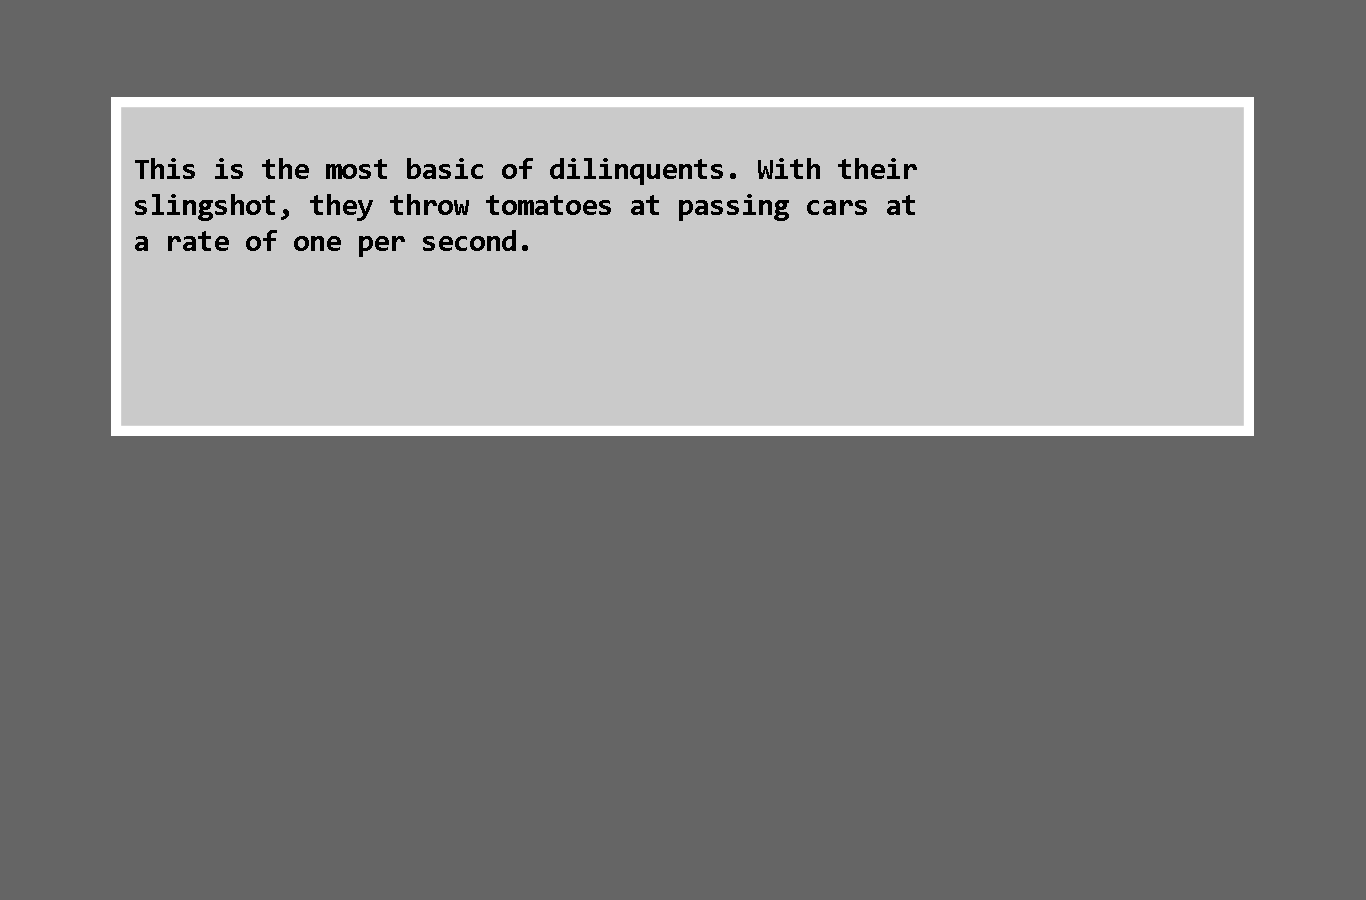 This is the most basic of dilinquents. With their
slingshot, they throw tomatoes at passing cars at
a rate of one per second.